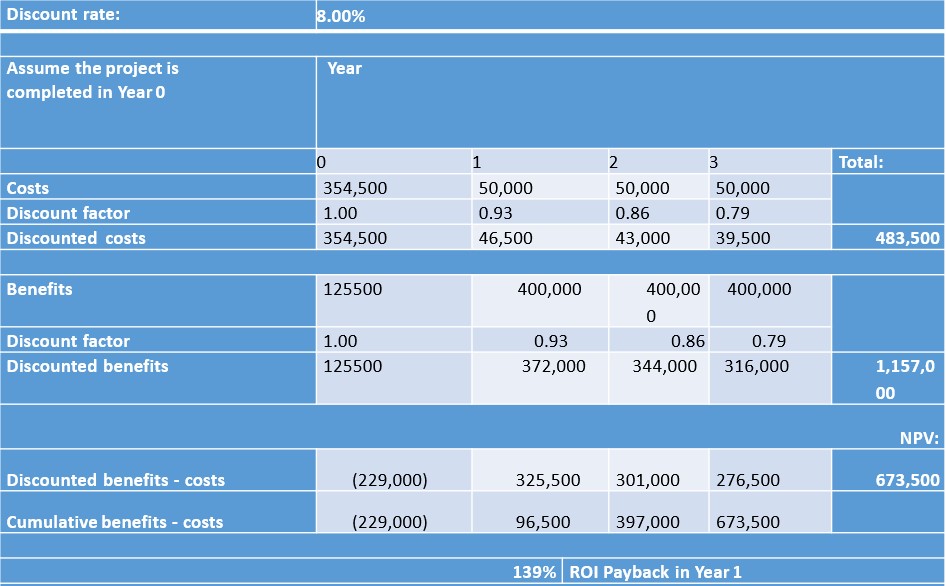 Discount rate: 8.00%
Assume the project is Year
completed in Year 0
0 1 2 3 Total:
Costs 354,500 50,000 50,000 50,000
Discount factor 1.00 0.93 0.86 0.79
Discounted costs 354,500 46,500 43,000 39,500 483,500
Benefits 125500 400,000 400,00 400,000
0
Discount factor 1.00 0.93 0.86 0.79
Discounted benefits 125500 372,000 344,000 316,000 1,157,0
00
NPV:
Discounted benefits - costs (229,000) 325,500 301,000 276,500 673,500
Cumulative benefits - costs (229,000) 96,500 397,000 673,500
139% ROI Payback in Year 1